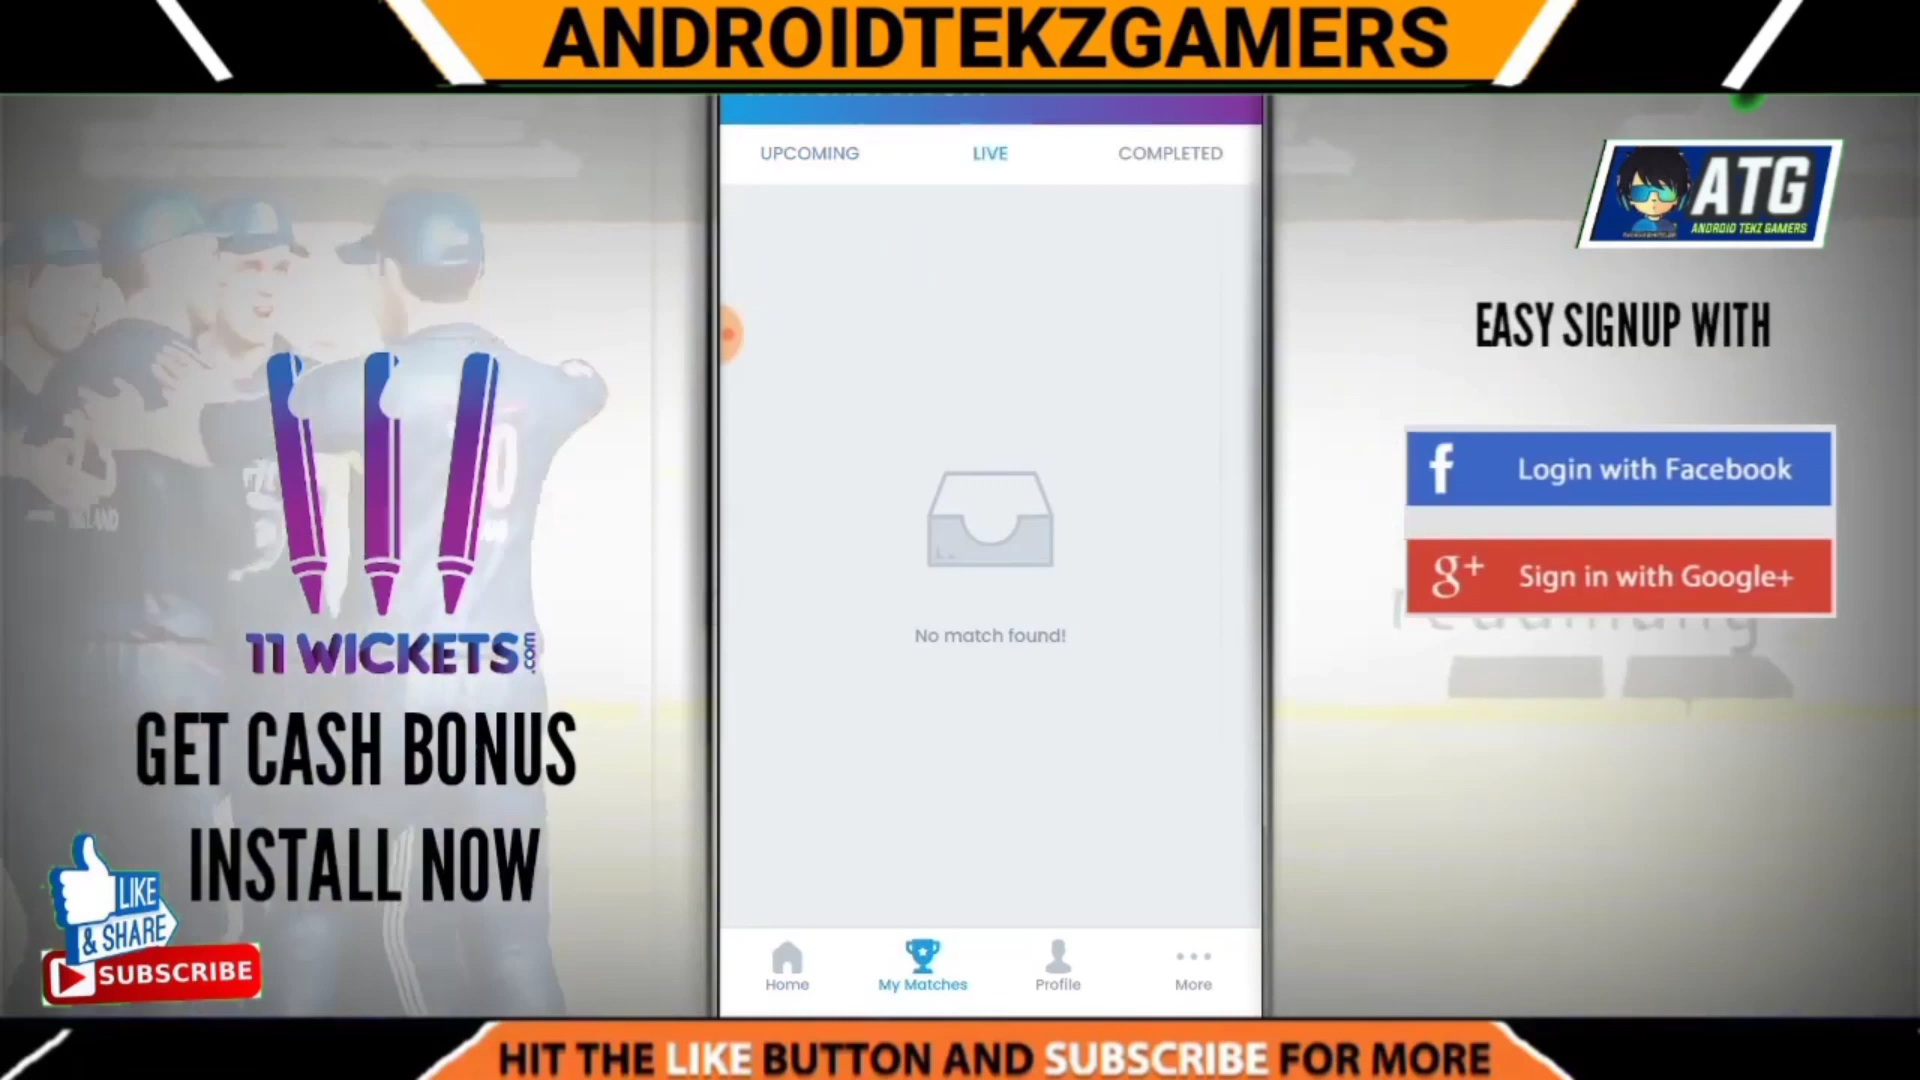 ANDROIDTEKZGAMERS
UPCOMING
LIVE
COMPLETED
ATG
ANDROID TEKZ GAMERS
EASY SIGNUP WITH
f Login with Facebook
g+ Sign in with Google+
No match found!
11 WICKETS.com
GET CASH BONUS
INSTALL NOW
LIKE
& SHARE
SUBSCRIBE
Home
My Matches
Profile
More
HIT THE LIKE BUTTON AND SUBSCRIBE FOR MORE